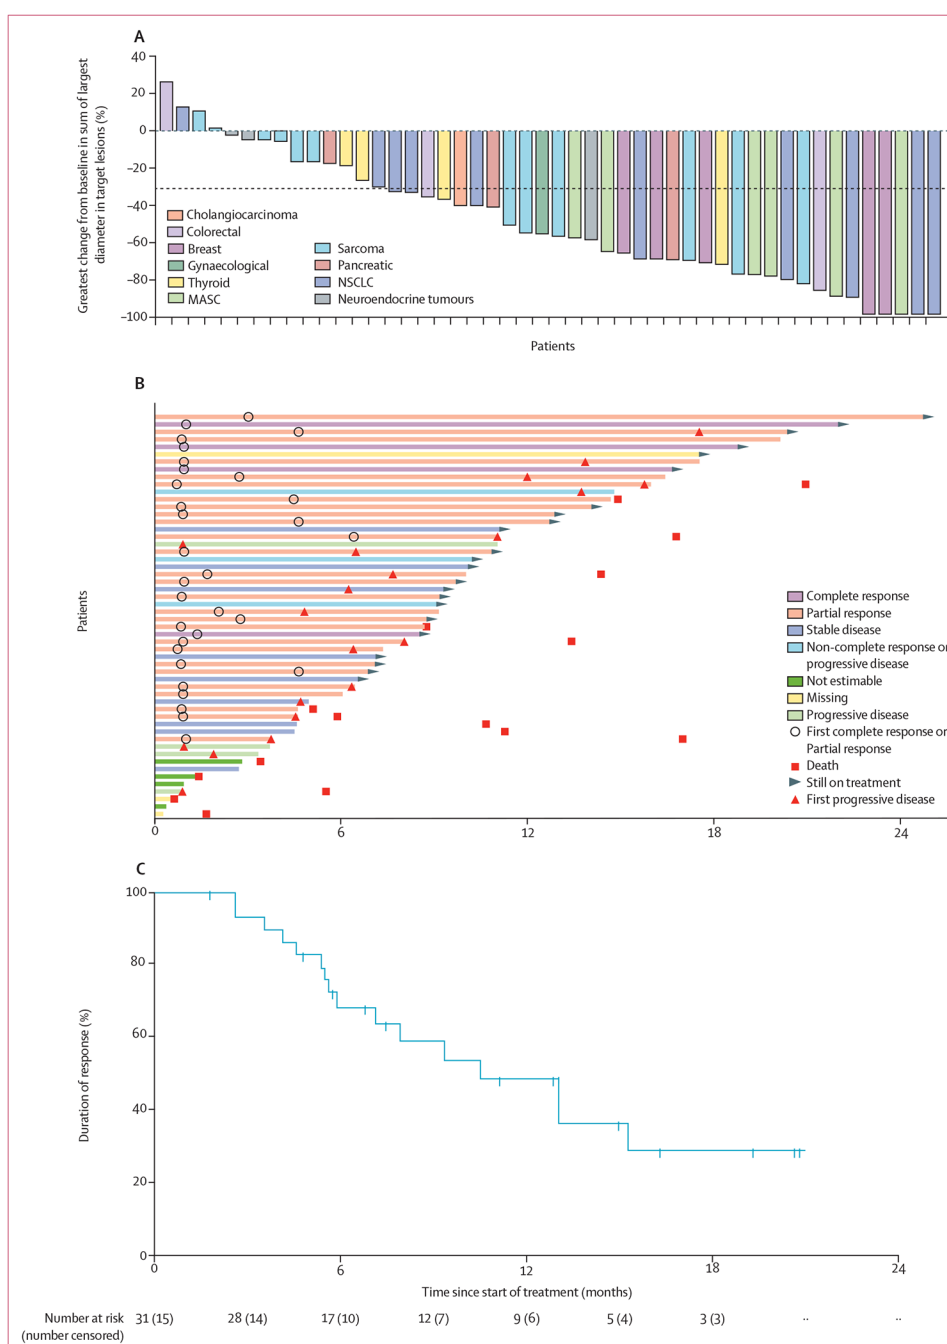 A
Greatest change from baseline in sum of largest
diameter in target lesions (%)
40
20
0
–20
–40
–60
–80
–100
Cholangiocarcinoma
Colorectal
Breast
Gynaecological
Thyroid
MASC
Sarcoma
Pancreatic
NSCLC
Neuroendocrine tumours
Patients
B
Patients
Complete response
Partial response
Stable disease
Non-complete response or
progressive disease
Not estimable
Missing
Progressive disease
First complete response or
Partial response
Death
Still on treatment
First progressive disease
0 6 12 18 24
C
Duration of response (%)
100
80
60
40
20
0
0 6 12 18 24
Time since start of treatment (months)
Number at risk 31 (15) 28 (14) 17 (10) 12 (7) 9 (6) 5 (4) 3 (3) ·· ··
(number censored)